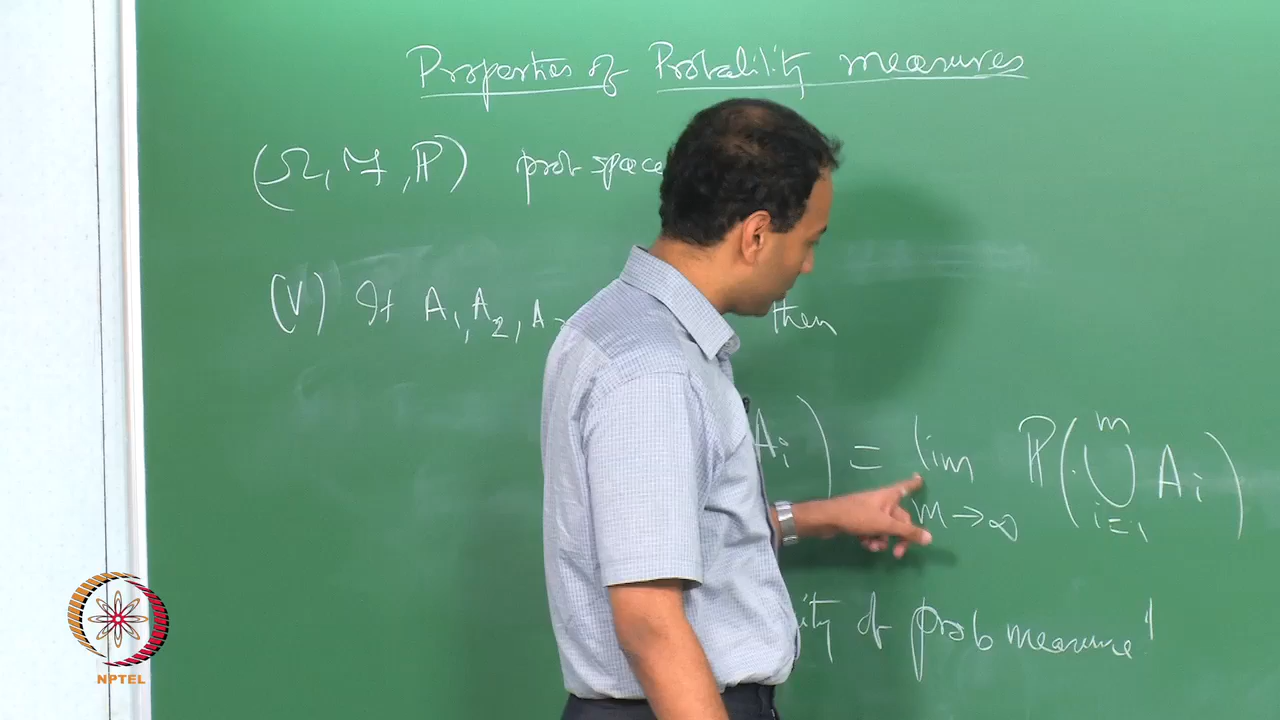 Properties of Probability measures
(Ω, ℱ, ℙ) prob space
(V) If A₁, A₂, A then
Aᵢ) = lim ℙ(⋃ Aᵢ)
m→∞ i=1 m
of prob measure"
NPTEL